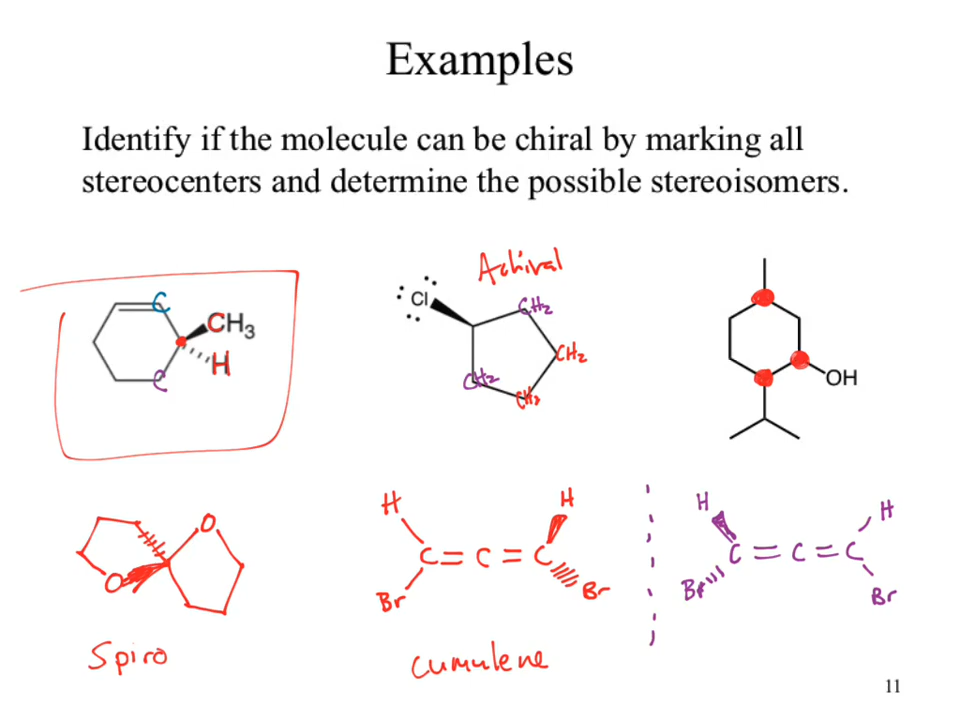 Examples
Identify if the molecule can be chiral by marking all
stereocenters and determine the possible stereoisomers.
Achiral
C
CH3
H
C
Cl
CH2
CH2
CH2
CH2
OH
O
O
Spiro
H H
C = C = C
Br Br
Cumulene
H H
C = C = C
Br Br
11